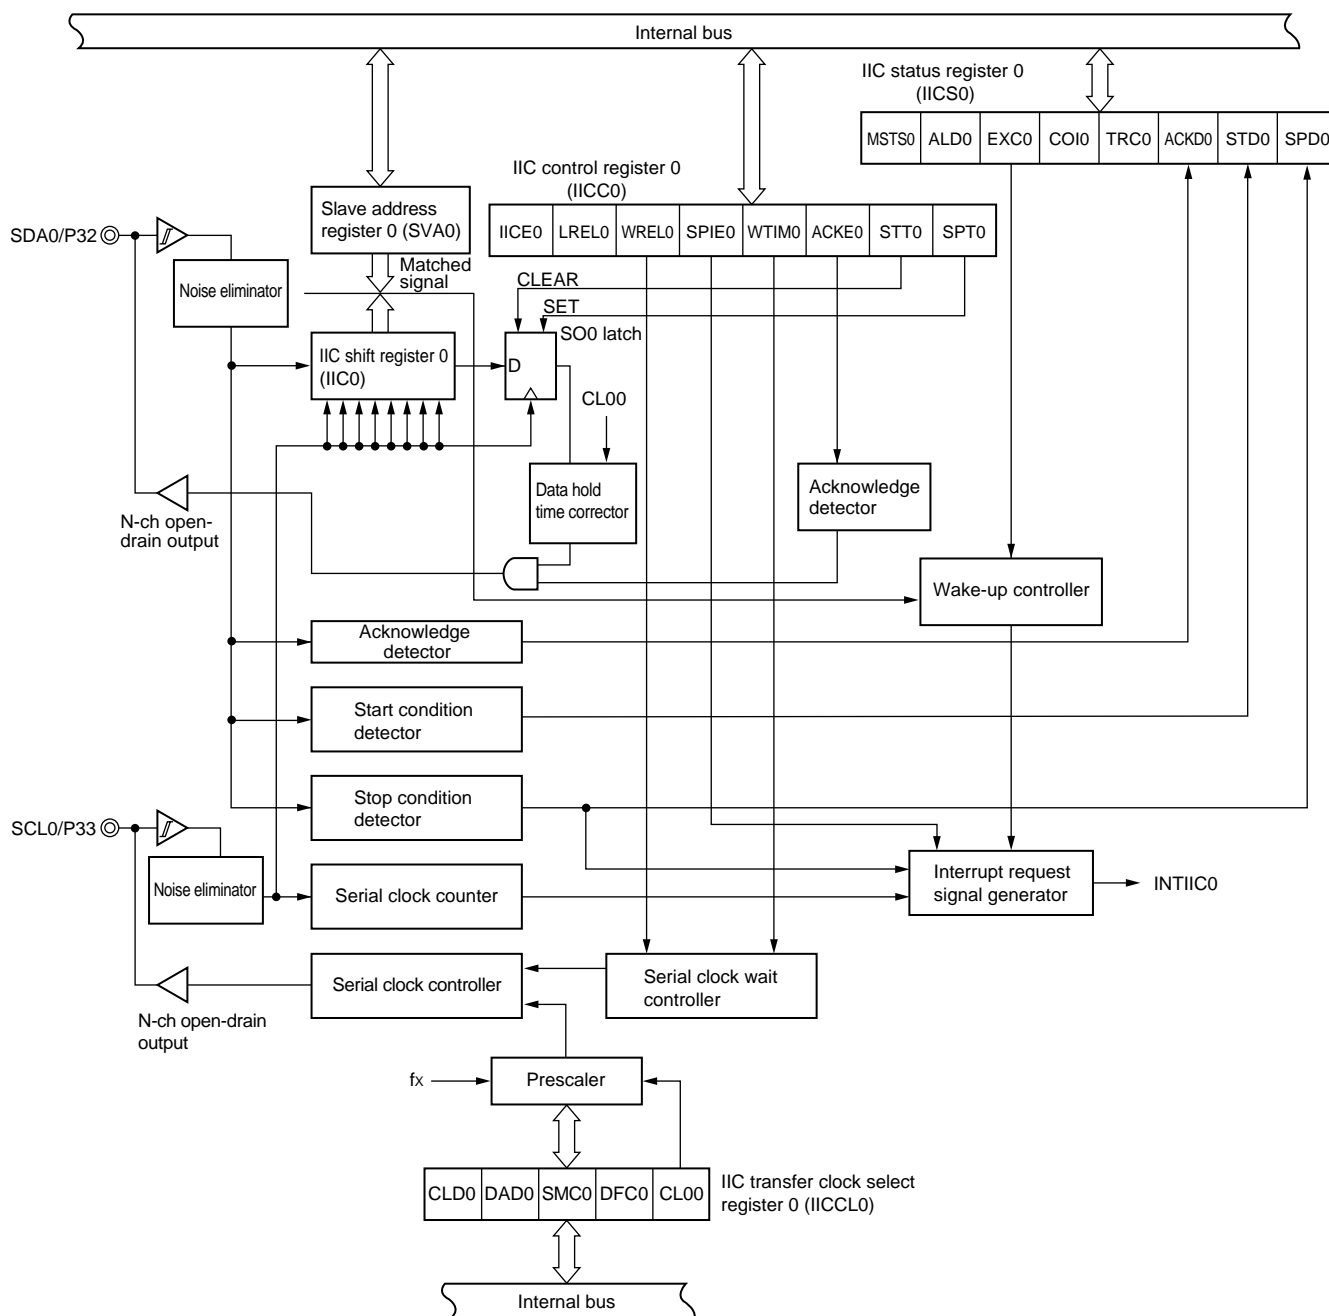 Internal bus
IIC status register 0
(IICS0)
MSTS0 ALD0 EXC0 COI0 TRC0 ACKD0 STD0 SPD0
IIC control register 0
(IICC0)
Slave address
register 0 (SVA0)
IICE0 LREL0 WREL0 SPIE0 WTIM0 ACKE0 STT0 SPT0
SDA0/P32
Matched
signal
Noise eliminator
CLEAR
SET
SO0 latch
IIC shift register 0
(IIC0)
D
CL00
Data hold
time corrector
Acknowledge
detector
N-ch open-
drain output
Wake-up controller
Acknowledge
detector
Start condition
detector
Stop condition
detector
SCL0/P33
Noise eliminator
Serial clock counter
Interrupt request
signal generator
INTIIC0
Serial clock controller
Serial clock wait
controller
N-ch open-drain
output
fX
Prescaler
CLD0 DAD0 SMC0 DFC0 CL00
IIC transfer clock select
register 0 (IICCL0)
Internal bus